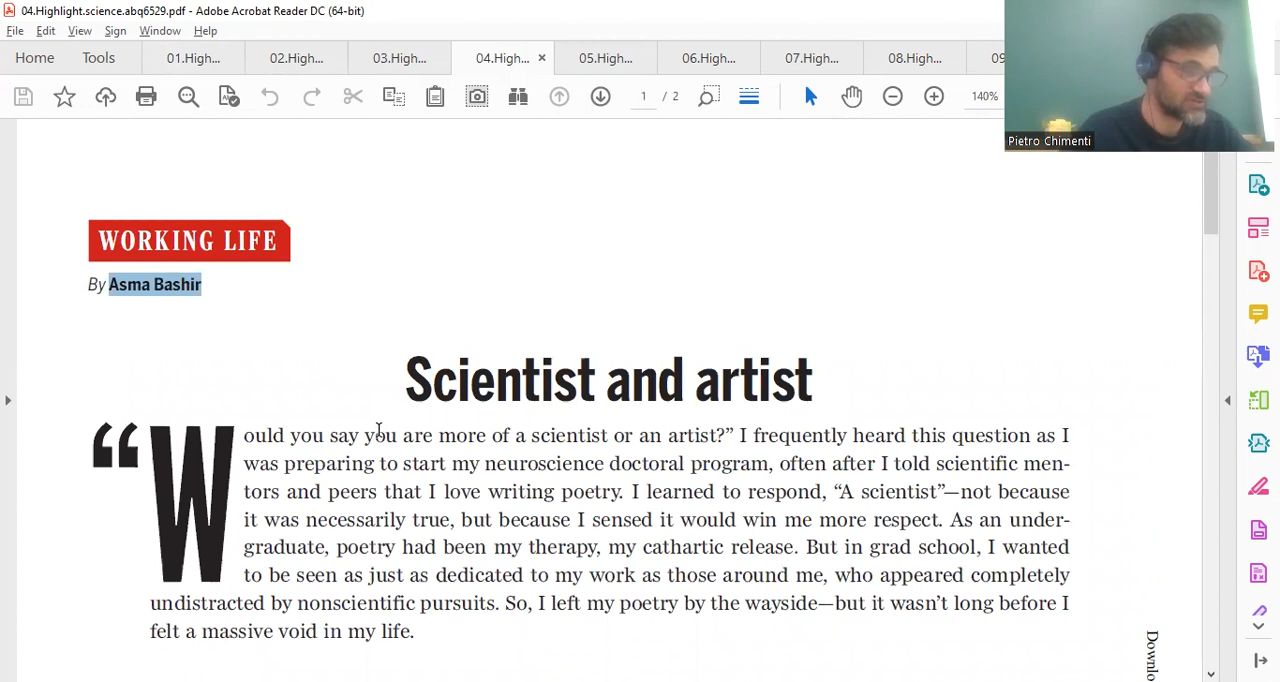 04.Highlight.science.abq6529.pdf - Adobe Acrobat Reader DC (64-bit)
File Edit View Sign Window Help
Home Tools 01.High... 02.High... 03.High... 04.High... 05.High... 06.High... 07.High... 08.High... 09
1 / 2 140%
Pietro Chimenti
WORKING LIFE
By Asma Bashir
Scientist and artist
“Would you say you are more of a scientist or an artist?” I frequently heard this question as I
was preparing to start my neuroscience doctoral program, often after I told scientific men-
tors and peers that I love writing poetry. I learned to respond, “A scientist”—not because
it was necessarily true, but because I sensed it would win me more respect. As an under-
graduate, poetry had been my therapy, my cathartic release. But in grad school, I wanted
to be seen as just as dedicated to my work as those around me, who appeared completely
undistracted by nonscientific pursuits. So, I left my poetry by the wayside—but it wasn’t long before I
felt a massive void in my life.
Downlo